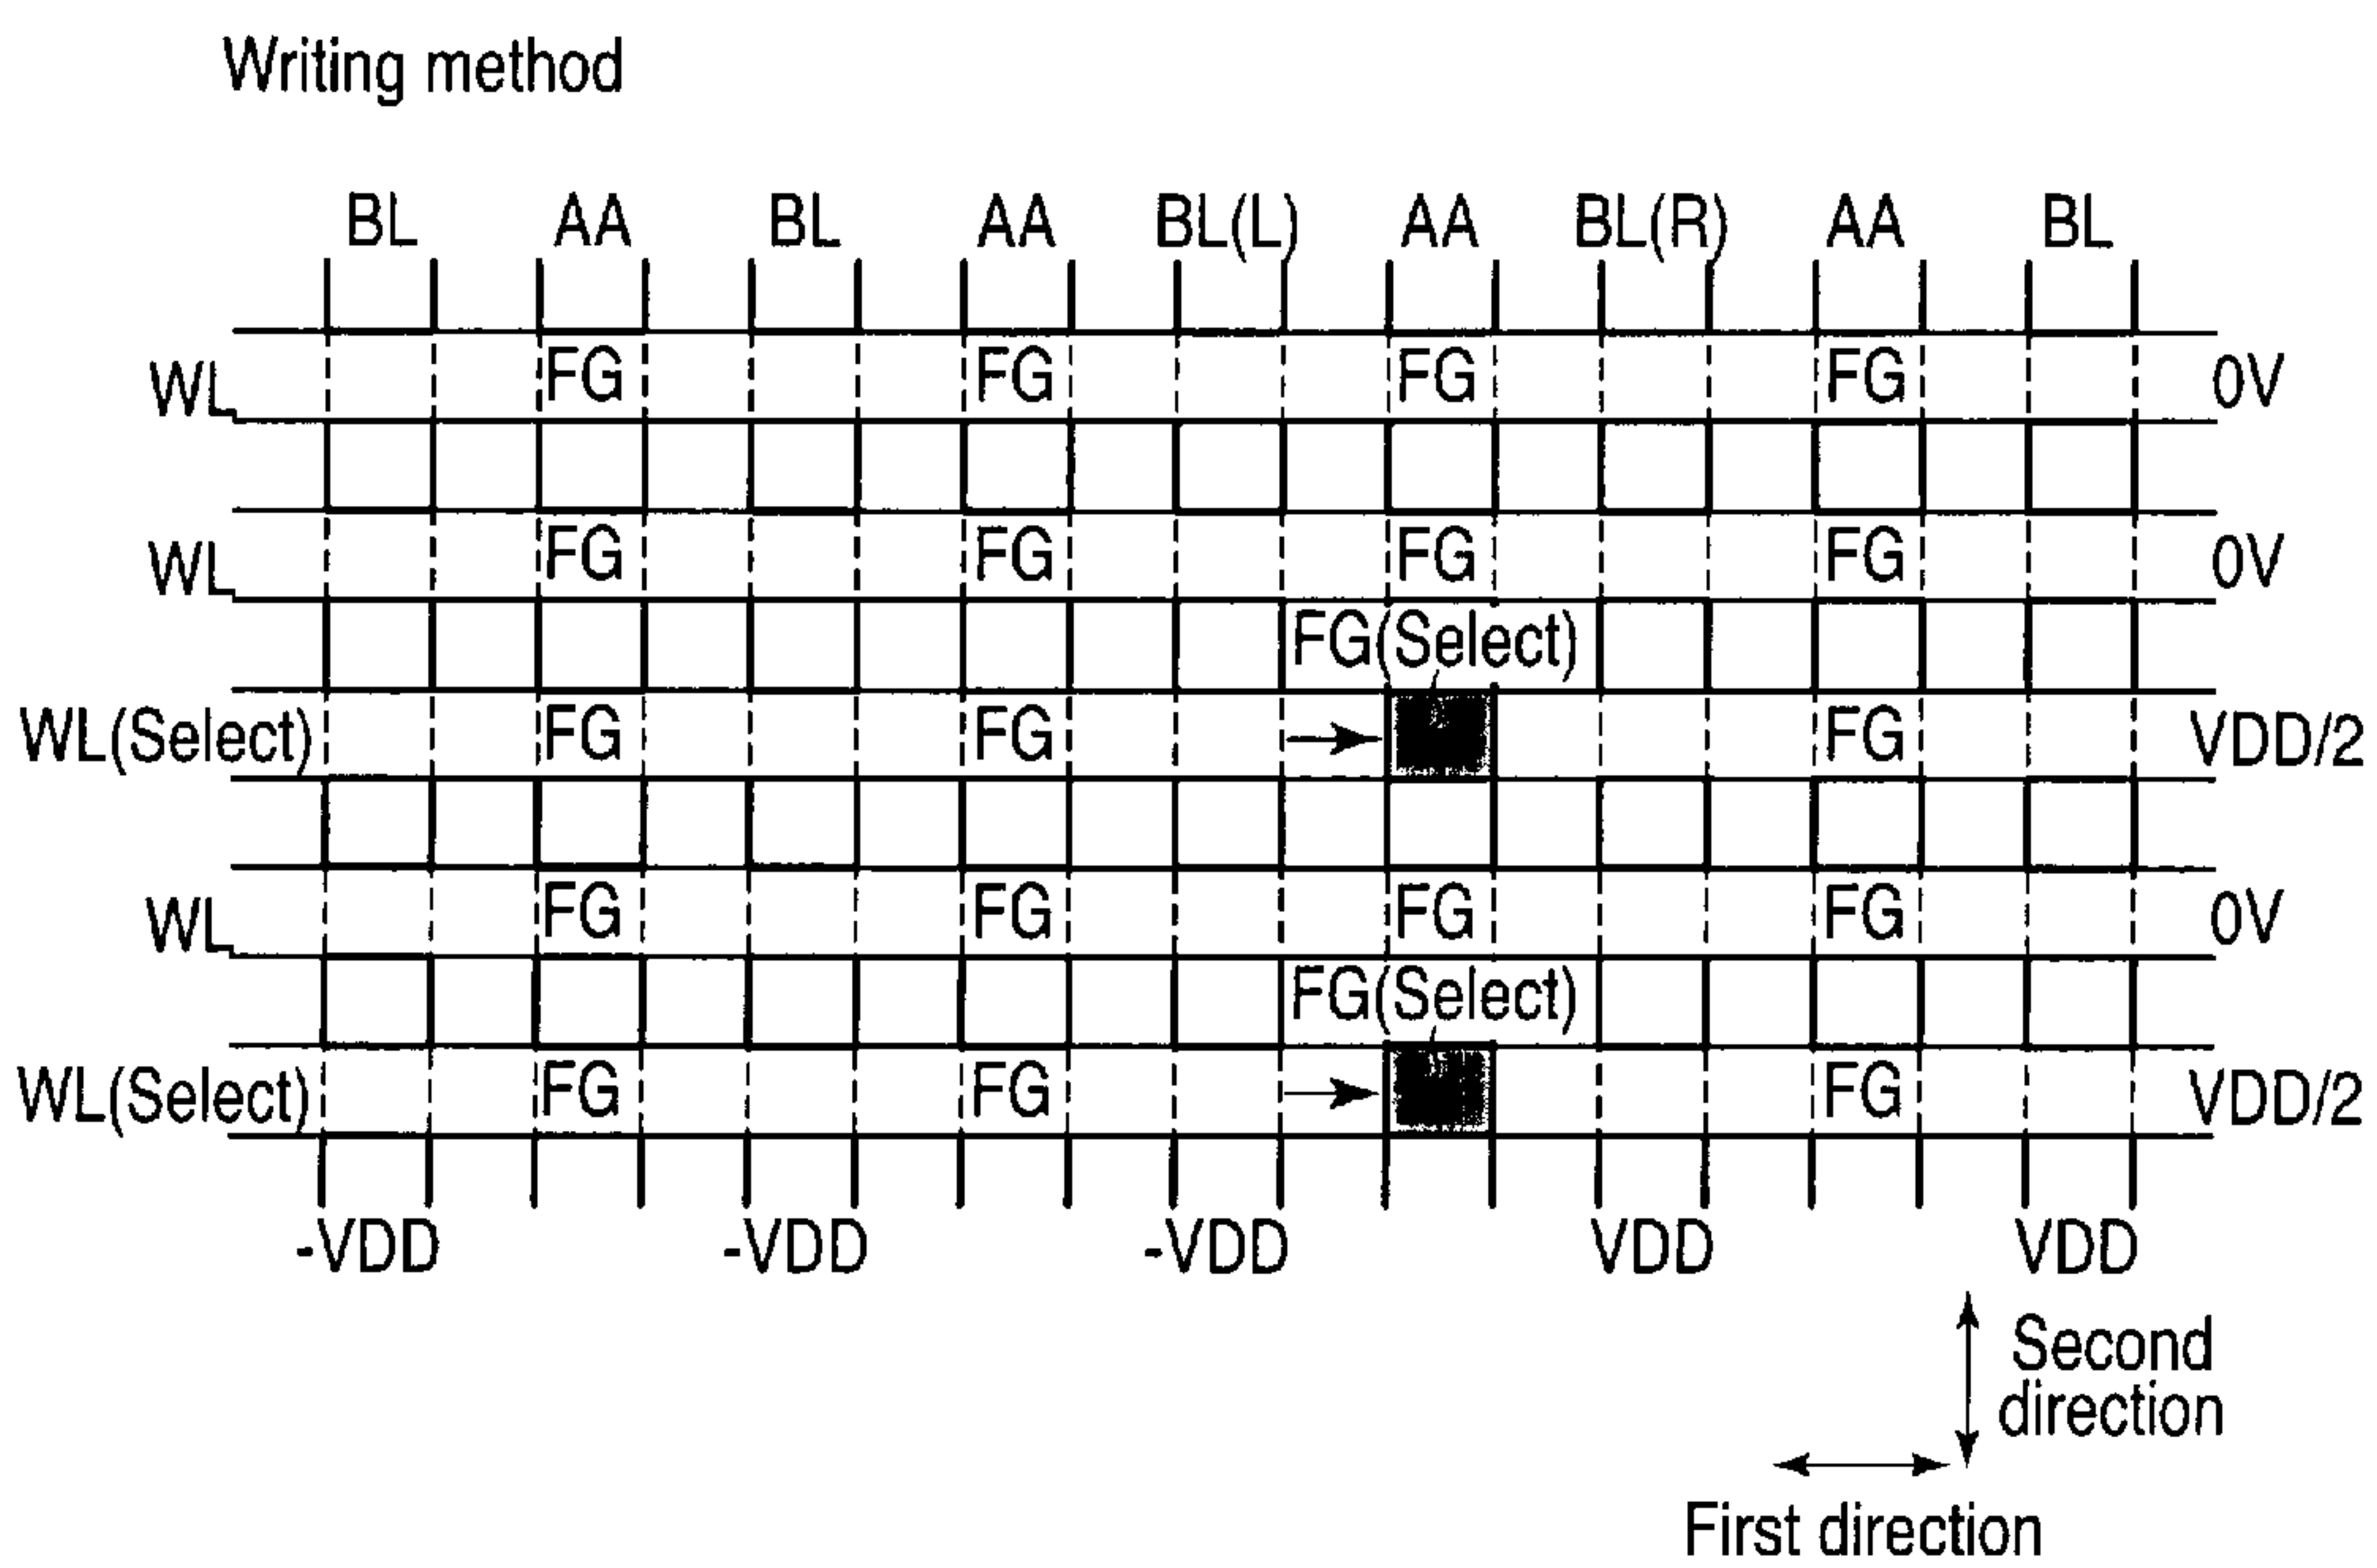 Writing method
BL AA BL AA BL(L) AA BL(R) AA BL
WL FG FG FG FG 0V
WL FG FG FG FG 0V
FG(Select)
WL(Select) FG FG FG VDD/2
WL FG FG FG FG 0V
FG(Select)
WL(Select) FG FG FG VDD/2
-VDD -VDD -VDD VDD VDD
Second
direction
First direction